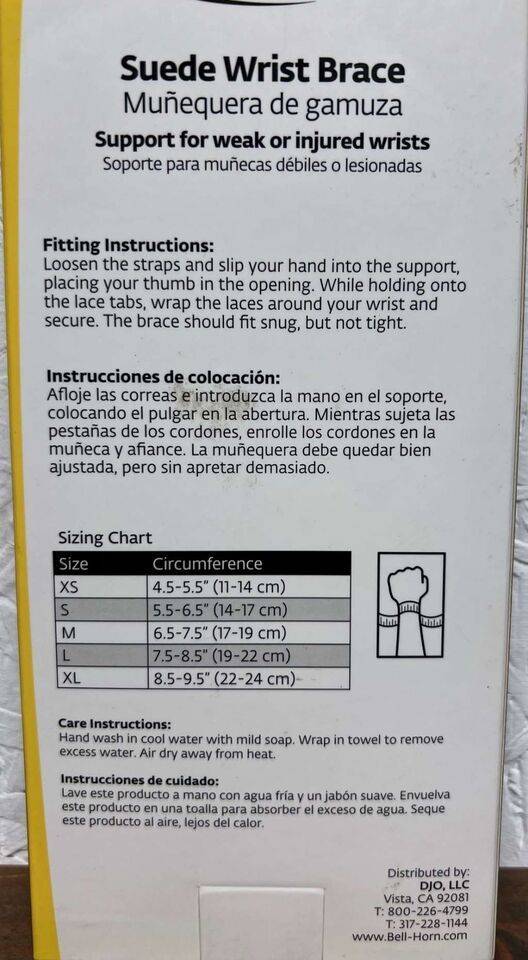 Suede Wrist Brace
Muñequera de gamuza
Support for weak or injured wrists
Soporte para muñecas débiles o lesionadas
Fitting Instructions:
Loosen the straps and slip your hand into the support,
placing your thumb in the opening. While holding onto
the lace tabs, wrap the laces around your wrist and
secure. The brace should fit snug, but not tight.
Instrucciones de colocación:
Afloje las correas e introduzca la mano en el soporte,
colocando el pulgar en la abertura. Mientras sujeta las
pestañas de los cordones, enrolle los cordones en la
muñeca y afiance. La muñequera debe quedar bien
ajustada, pero sin apretar demasiado.
Sizing Chart
Size Circumference
XS 4.5-5.5" (11-14 cm)
S 5.5-6.5" (14-17 cm)
M 6.5-7.5" (17-19 cm)
L 7.5-8.5" (19-22 cm)
XL 8.5-9.5" (22-24 cm)
Care Instructions:
Hand wash in cool water with mild soap. Wrap in towel to remove
excess water. Air dry away from heat.
Instrucciones de cuidado:
Lave este producto a mano con agua fría y un jabón suave. Envuelva
este producto en una toalla para absorber el exceso de agua. Seque
este producto al aire, lejos del calor.
Distributed by:
DJO, LLC
Vista, CA 92081
T: 800-226-4799
T: 317-228-1144
www.Bell-Horn.com